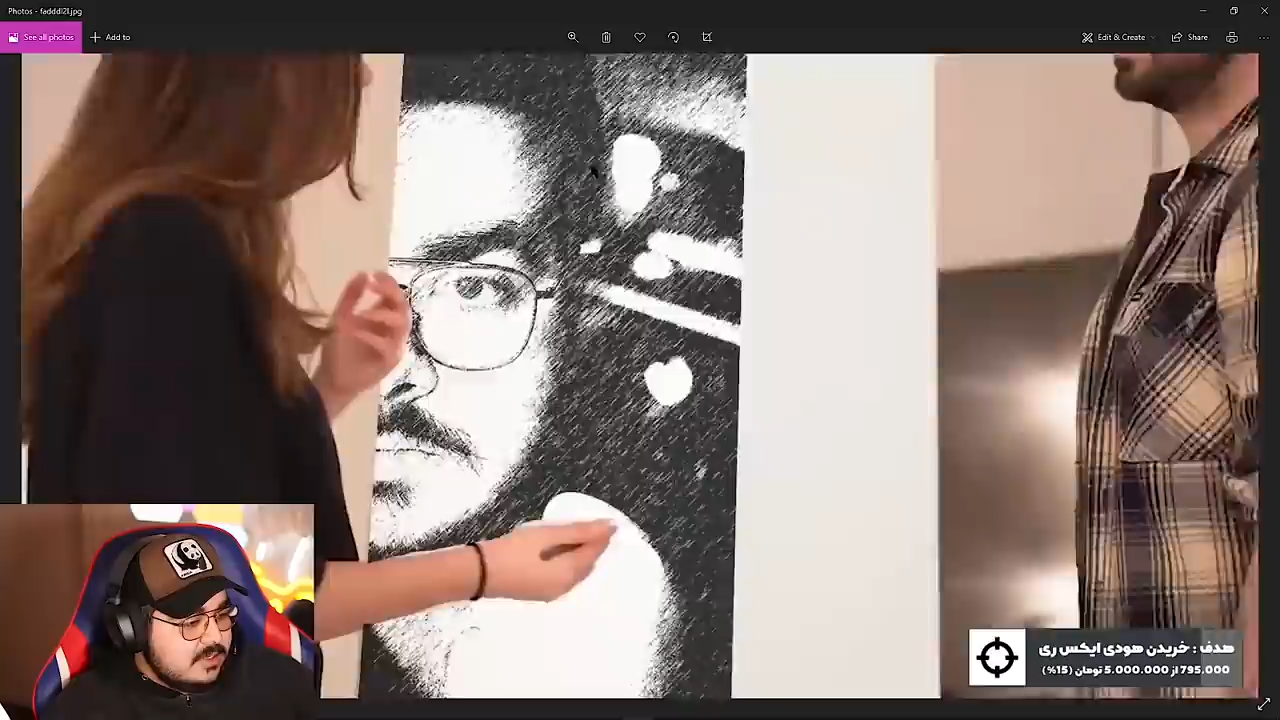 Photos - fadddl2l.jpg
See all photos
Add to
Edit & Create
Share
هدف : خریدن هودی ایکس ری
795.000 از 5.000.000 تومان (15%)